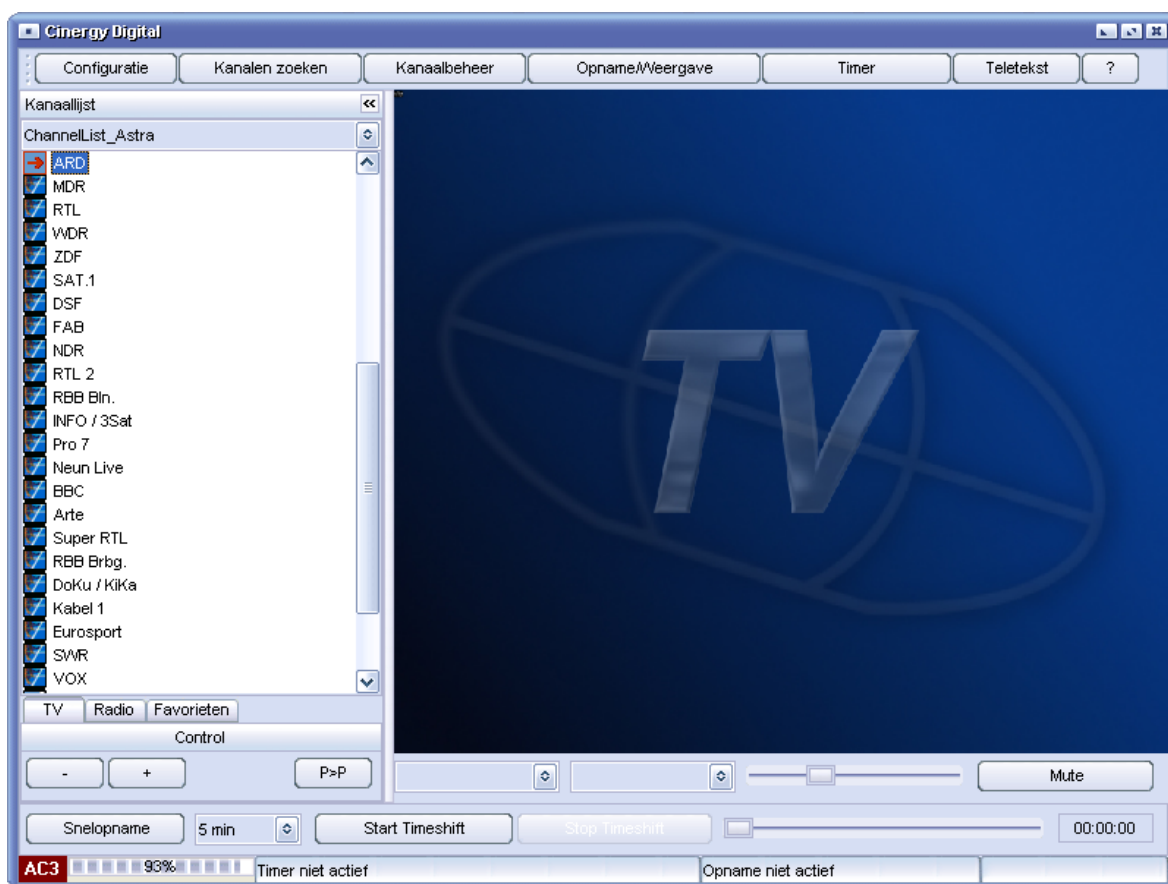 Cinergy Digital
Configuratie Kanalen zoeken Kanaalbeheer Opname/Weergave Timer Teletekst ?
Kanaallijst «
ChannelList_Astra
ARD
MDR
RTL
WDR
ZDF
SAT.1
DSF
FAB
NDR
RTL 2
RBB Bln.
INFO / 3Sat
Pro 7
Neun Live
BBC
Arte
Super RTL
RBB Brbg.
DoKu / KiKa
Kabel 1
Eurosport
SWR
VOX
TV
TV Radio Favorieten
Control
- + P>P Mute
Snelopname 5 min Start Timeshift Stop Timeshift 00:00:00
AC3 93% Timer niet actief Opname niet actief